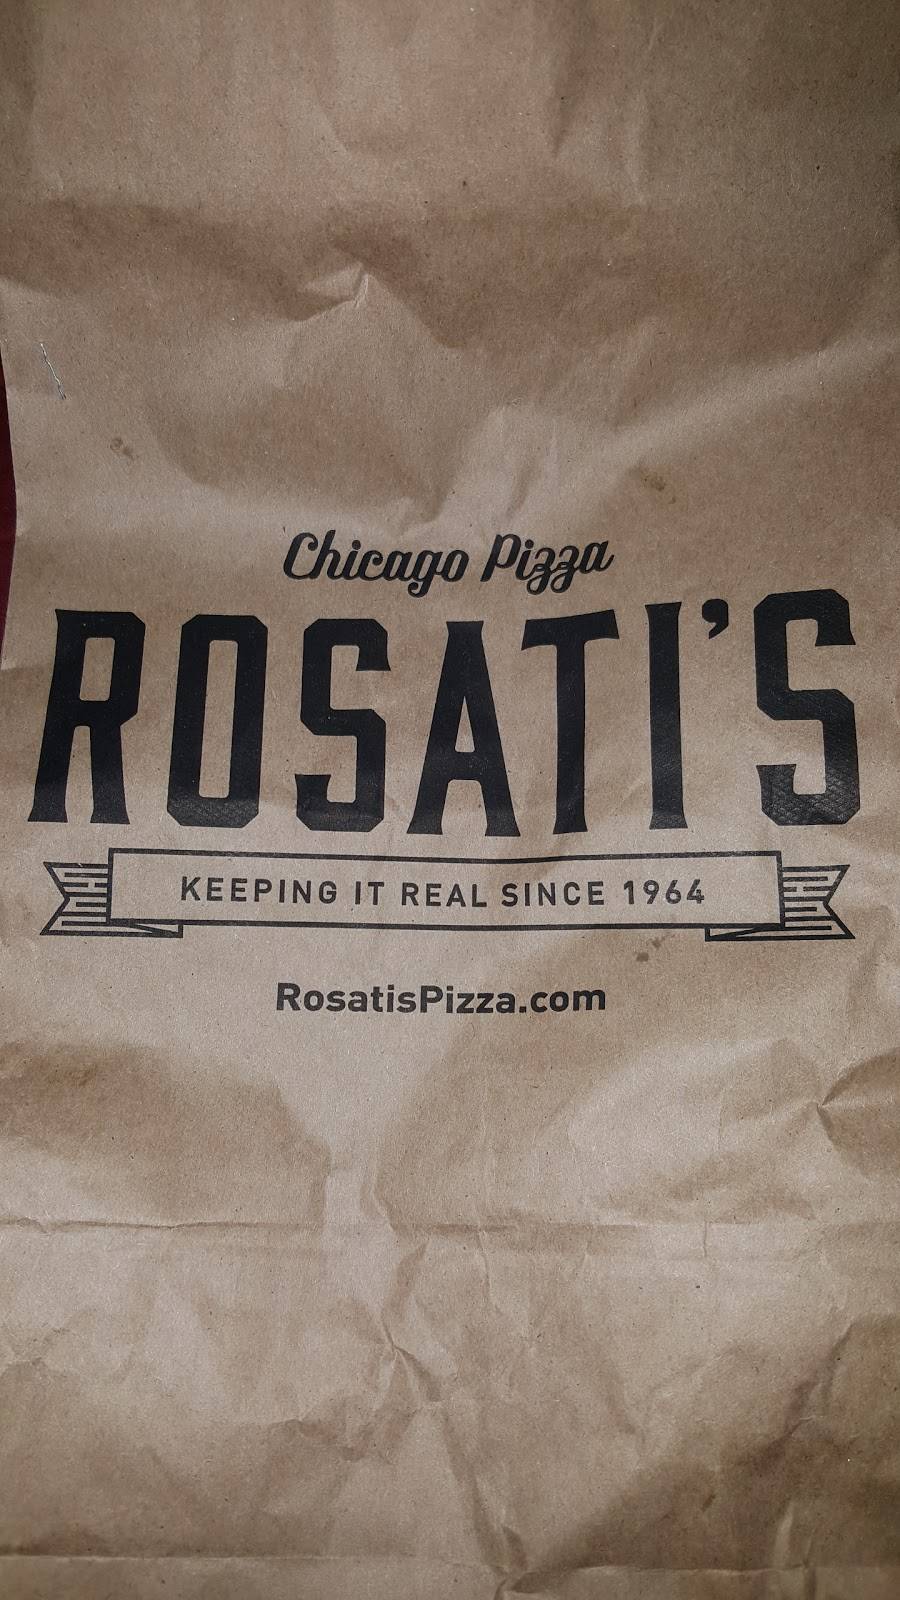 Chicago Pizza
ROSATI'S
KEEPING IT REAL SINCE 1964
RosatisPizza.com